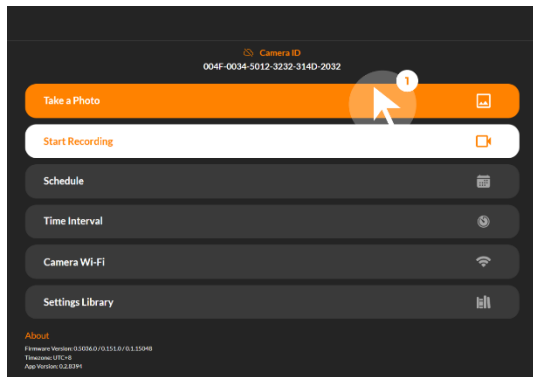 Camera ID
004F-0034-5012-3232-314D-2032
1
Take a Photo
Start Recording
Schedule
Time Interval
Camera Wi-Fi
Settings Library
About
Firmware Version: 0.5036.0 / 0.151.0 / 0.1.15048
Timezone: UTC+8
App Version: 0.2.8394